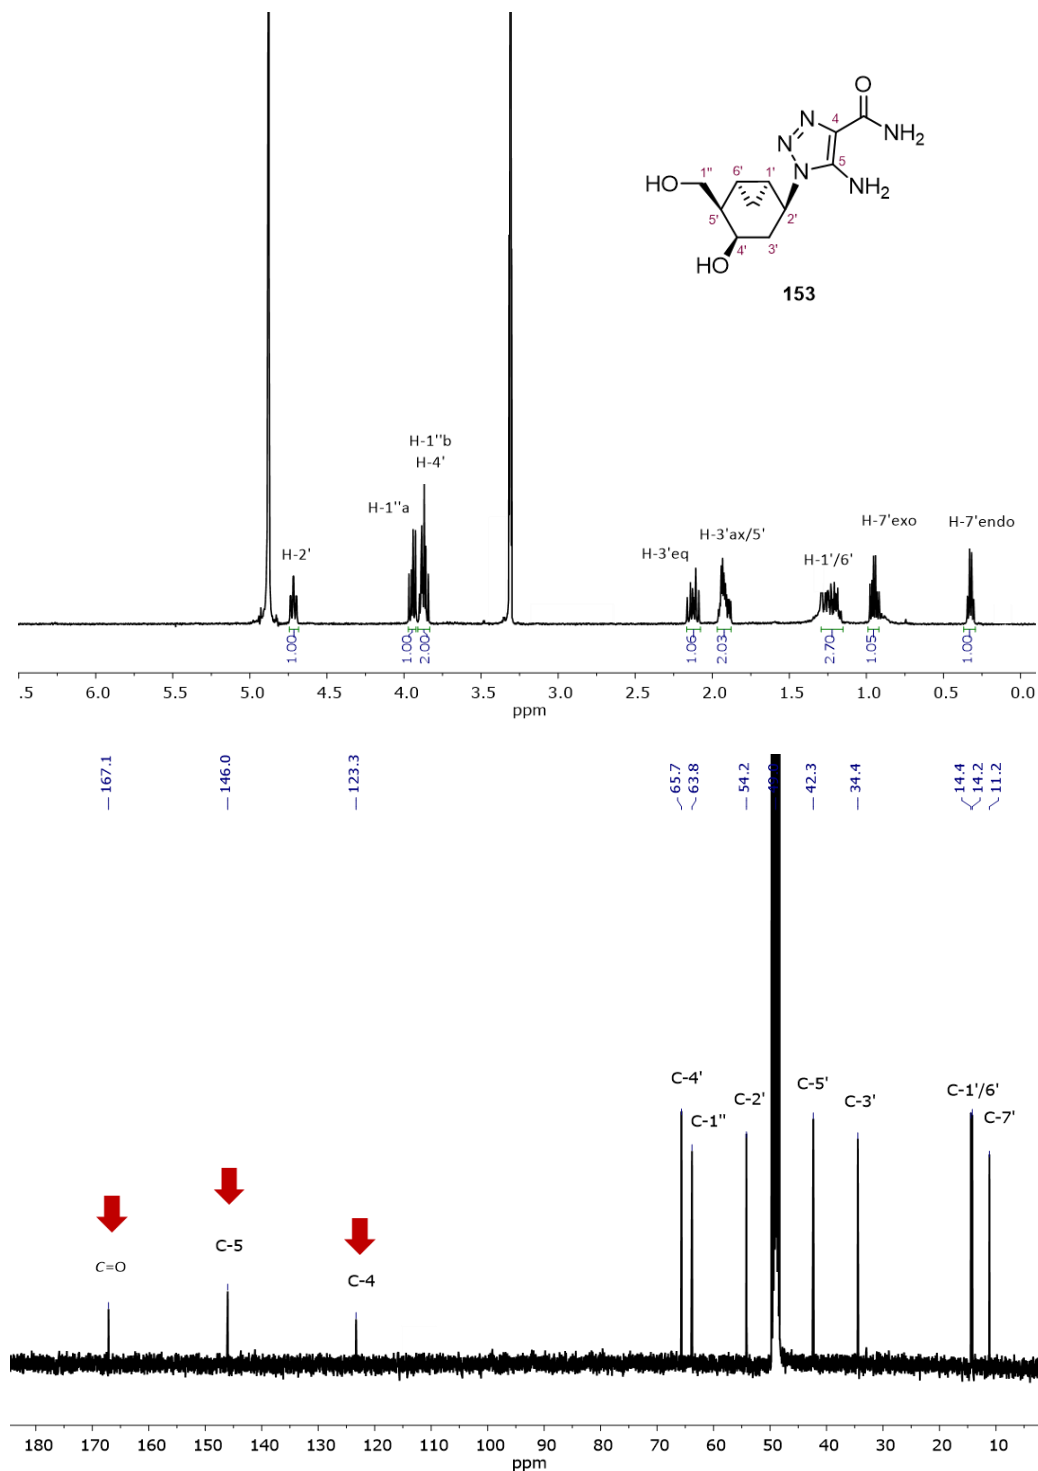 O
4
N
N
NH2
N
5
NH2
1''
6'
1'
HO
5'
2'
4'
3'
HO
153
H-1''b
H-4'
H-1''a
H-2'
H-3'eq
H-3'ax/5'
H-1'/6'
H-7'exo
H-7'endo
1.00
1.00
2.00
1.06
2.03
2.70
1.05
1.00
.5 6.0 5.5 5.0 4.5 4.0 3.5 3.0 2.5 2.0 1.5 1.0 0.5 0.0
ppm
167.1
146.0
123.3
65.7
63.8
54.2
42.3
34.4
14.4
14.2
11.2
C-4'
C-1''
C-2'
C-5'
C-3'
C-1'/6'
C-7'
C=O
C-5
C-4
180 170 160 150 140 130 120 110 100 90 80 70 60 50 40 30 20 10
ppm